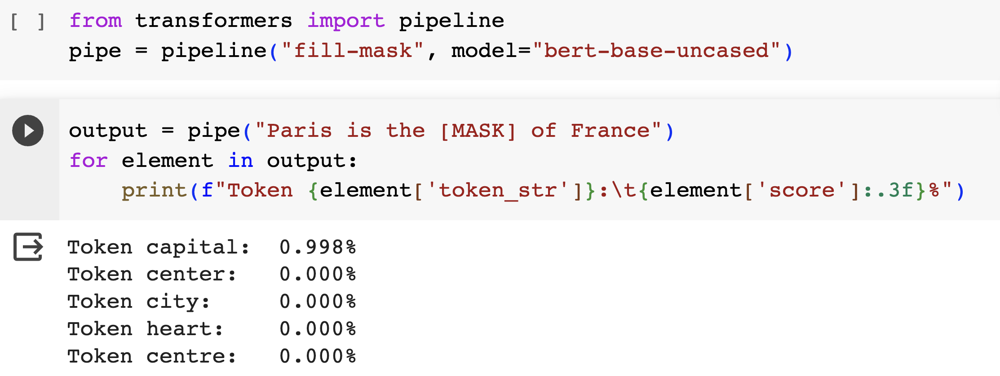 [ ] from transformers import pipeline
pipe = pipeline("fill-mask", model="bert-base-uncased")
output = pipe("Paris is the [MASK] of France")
for element in output:
    print(f"Token {element['token_str']}:\t{element['score']:.3f}%")
Token capital:  0.998%
Token center:   0.000%
Token city:     0.000%
Token heart:    0.000%
Token centre:   0.000%